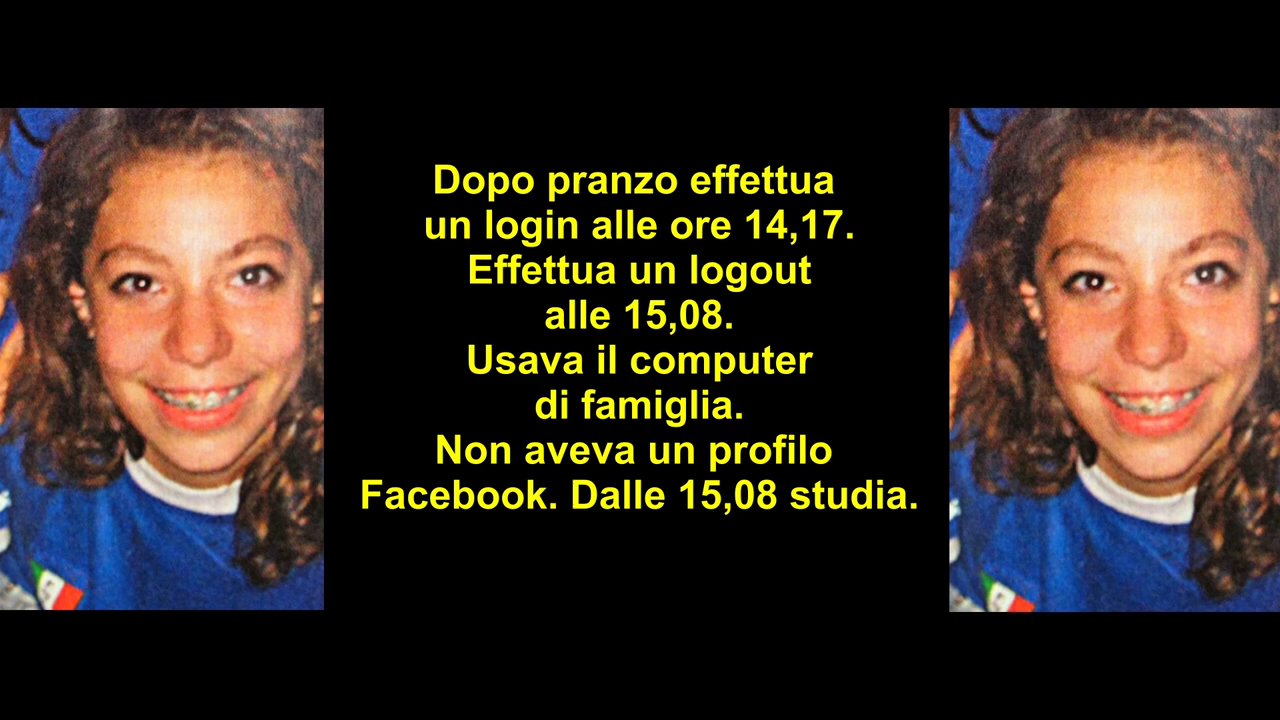 Dopo pranzo effettua
un login alle ore 14,17.
Effettua un logout
alle 15,08.
Usava il computer
di famiglia.
Non aveva un profilo
Facebook. Dalle 15,08 studia.